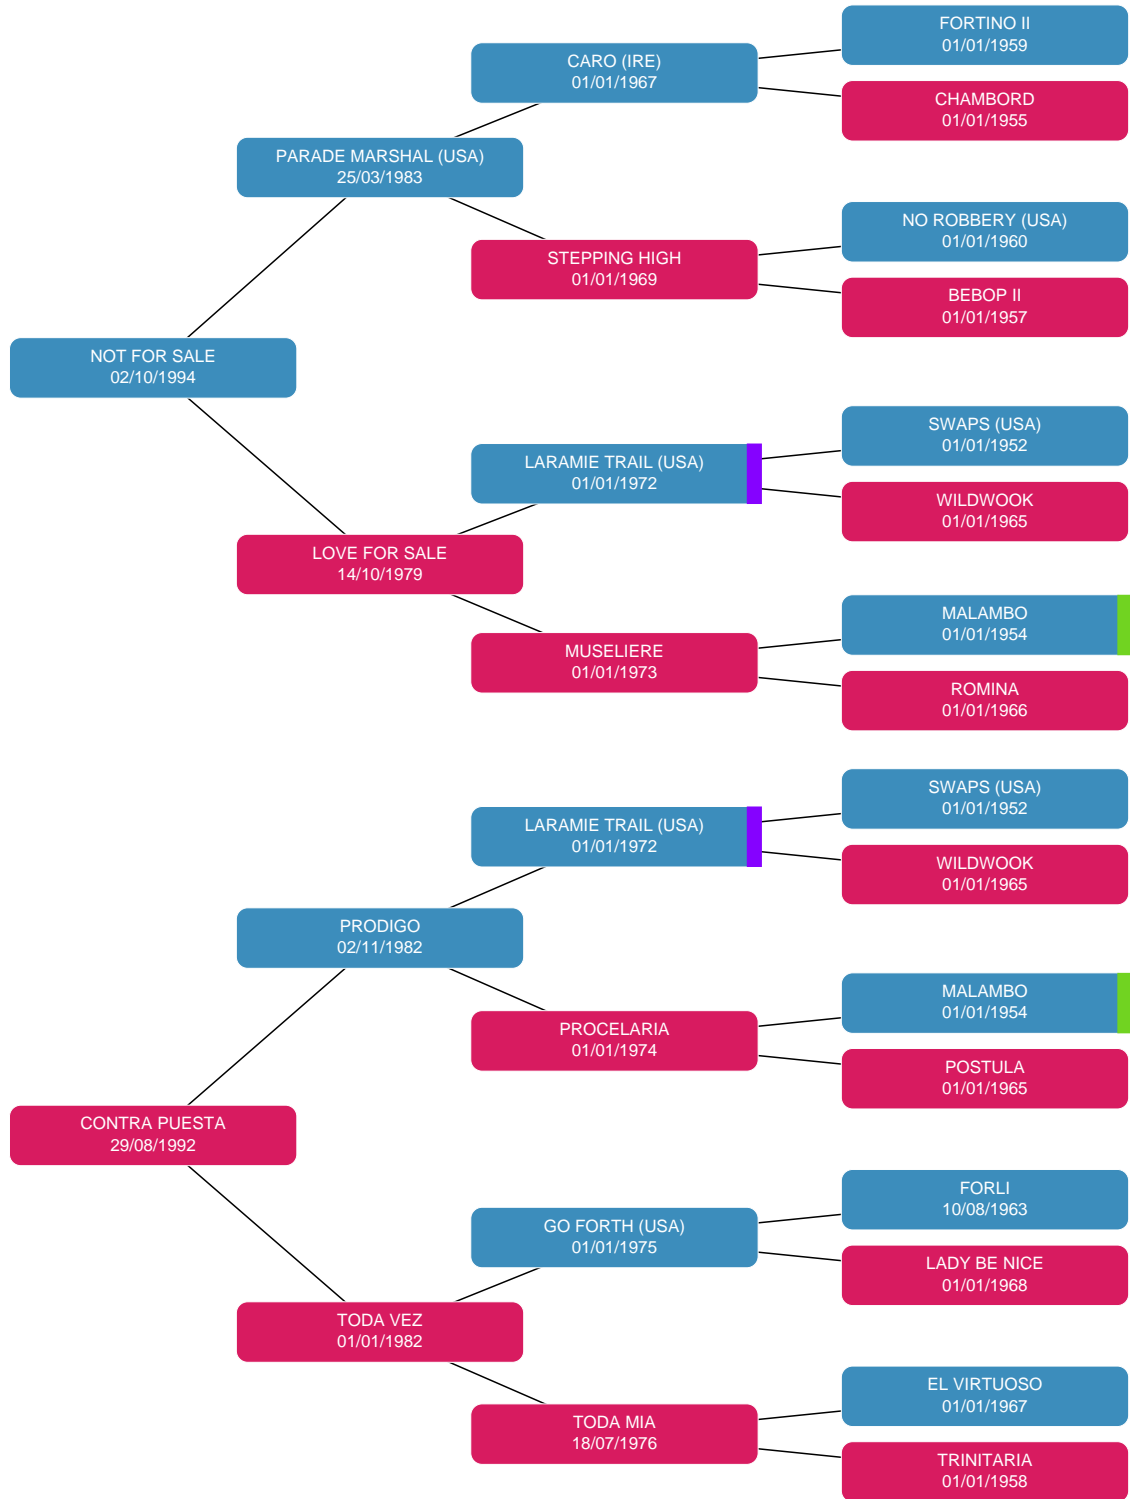 FORTINO II
01/01/1959
CARO (IRE)
01/01/1967
CHAMBORD
01/01/1955
PARADE MARSHAL (USA)
25/03/1983
NO ROBBERY (USA)
01/01/1960
STEPPING HIGH
01/01/1969
BEBOP II
01/01/1957
NOT FOR SALE
02/10/1994
SWAPS (USA)
01/01/1952
LARAMIE TRAIL (USA)
01/01/1972
WILDWOOK
01/01/1965
LOVE FOR SALE
14/10/1979
MALAMBO
01/01/1954
MUSELIERE
01/01/1973
ROMINA
01/01/1966
SWAPS (USA)
01/01/1952
LARAMIE TRAIL (USA)
01/01/1972
WILDWOOK
01/01/1965
PRODIGO
02/11/1982
MALAMBO
01/01/1954
PROCELARIA
01/01/1974
POSTULA
01/01/1965
CONTRA PUESTA
29/08/1992
FORLI
10/08/1963
GO FORTH (USA)
01/01/1975
LADY BE NICE
01/01/1968
TODA VEZ
01/01/1982
EL VIRTUOSO
01/01/1967
TODA MIA
18/07/1976
TRINITARIA
01/01/1958